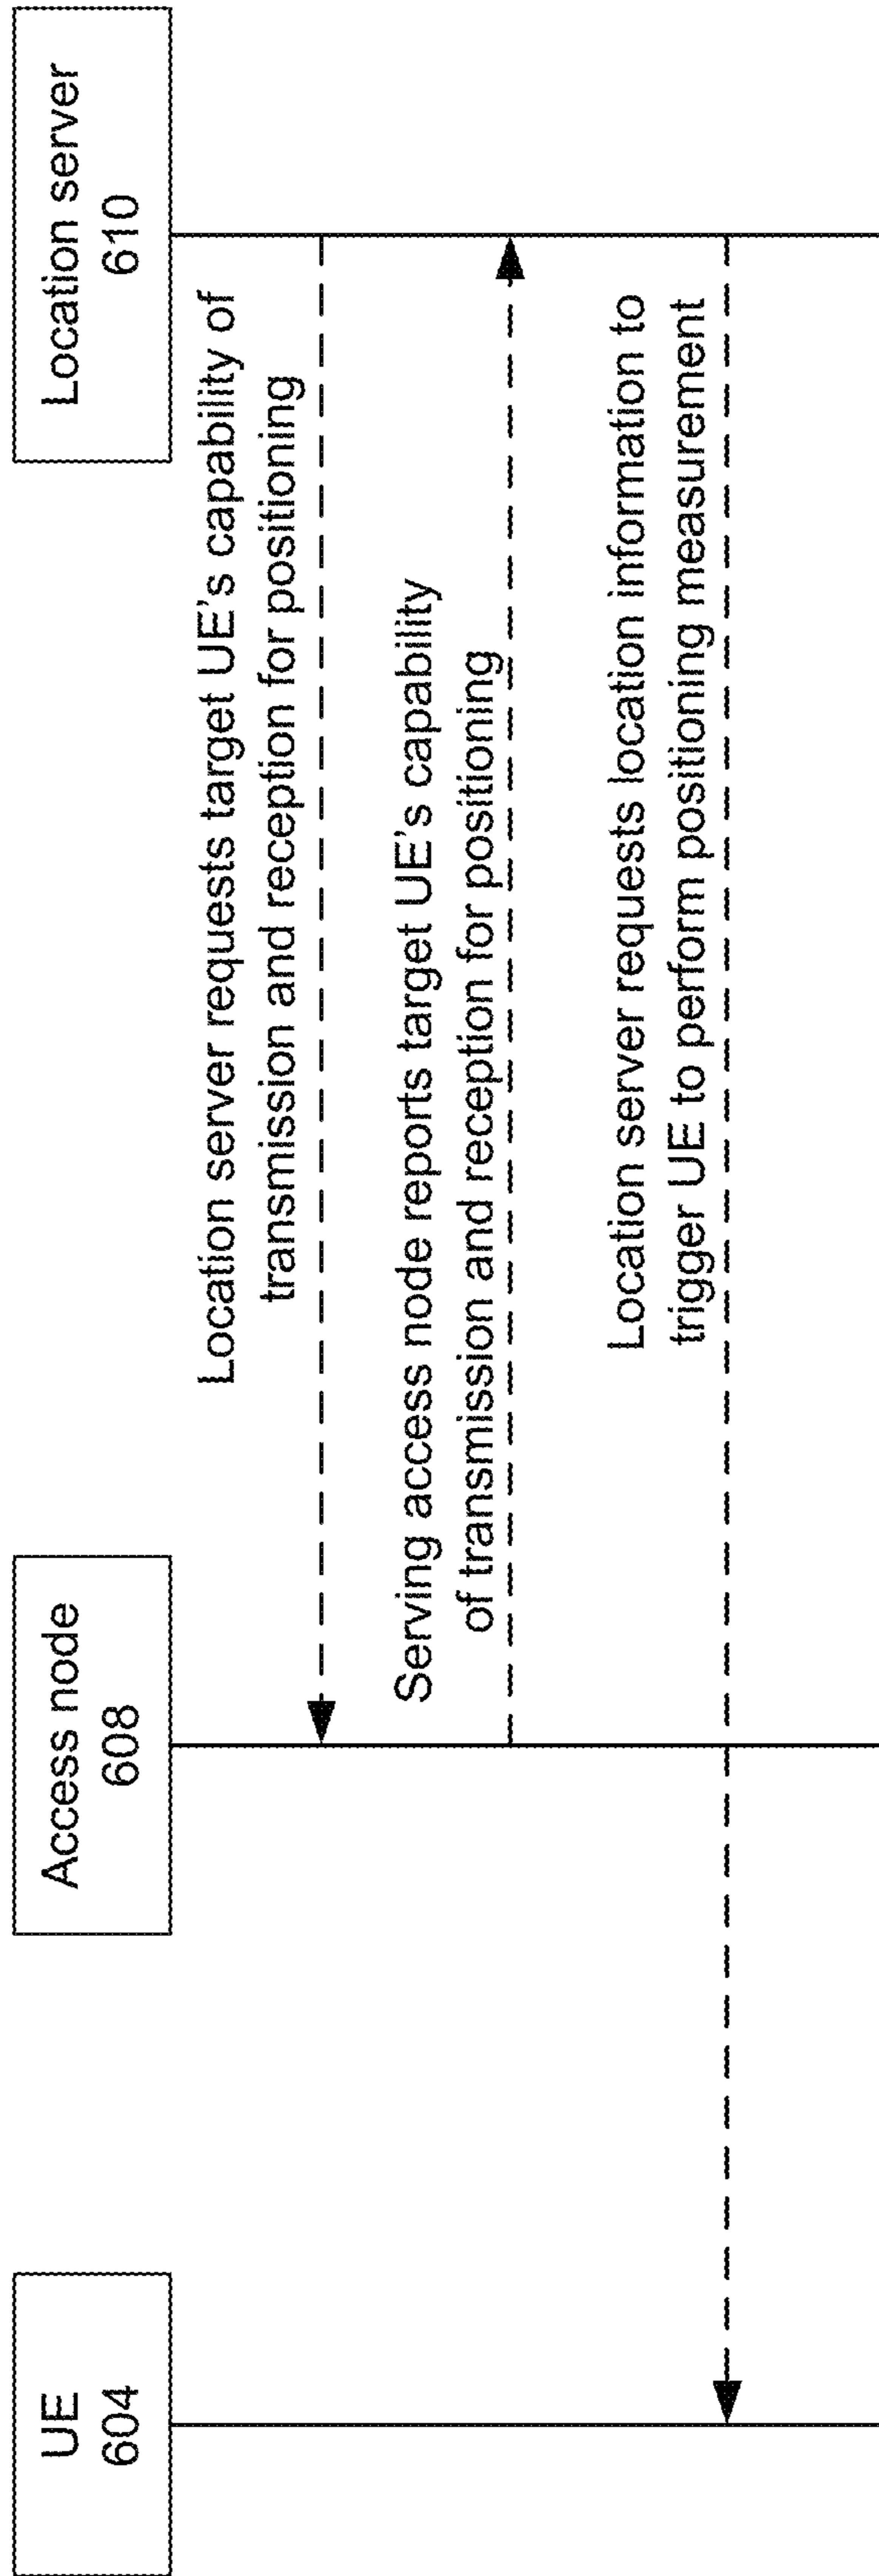 UE
604
Access node
608
Location server
610
Location server requests target UE's capability of
transmission and reception for positioning
Serving access node reports target UE's capability
of transmission and reception for positioning
Location server requests location information to
trigger UE to perform positioning measurement